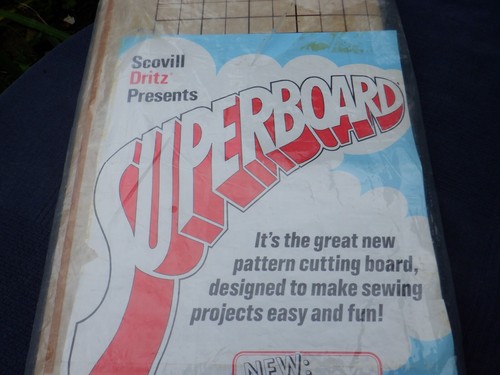 Scovill
Dritz
Presents
SUPERBOARD
It's the great new
pattern cutting board,
designed to make sewing
projects easy and fun!
NEW: